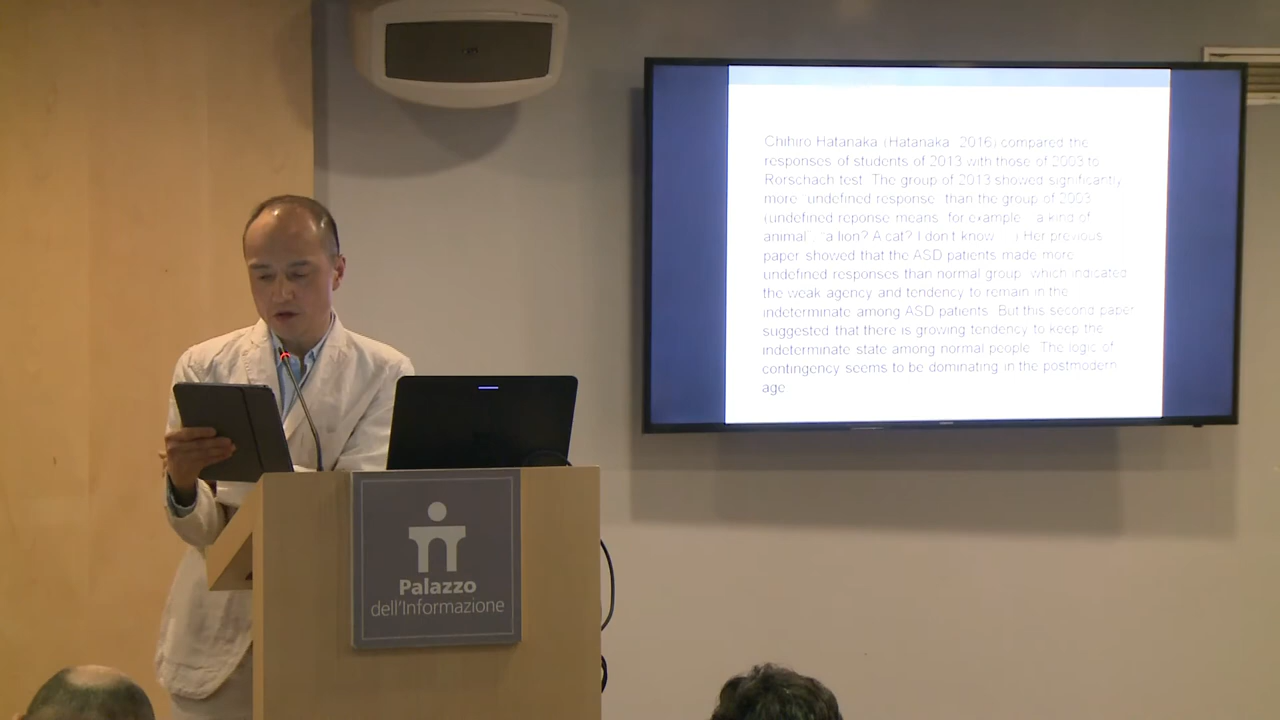 Chihiro Hatanaka (Hatanaka, 2016) compared the
responses of students of 2013 with those of 2003 to
Rorschach test. The group of 2013 showed significantly
more "undefined response" than the group of 2003
(undefined reponse means, for example, "a kind of
animal", "a lion? A cat? I don't know...".) Her previous
paper showed that the ASD patients made more
undefined responses than normal group, which indicated
the weak agency and tendency to remain in the
indeterminate among ASD patients. But this second paper
suggested that there is growing tendency to keep the
indeterminate state among normal people. The logic of
contingency seems to be dominating in the postmodern
age.
Palazzo
dell'Informazione